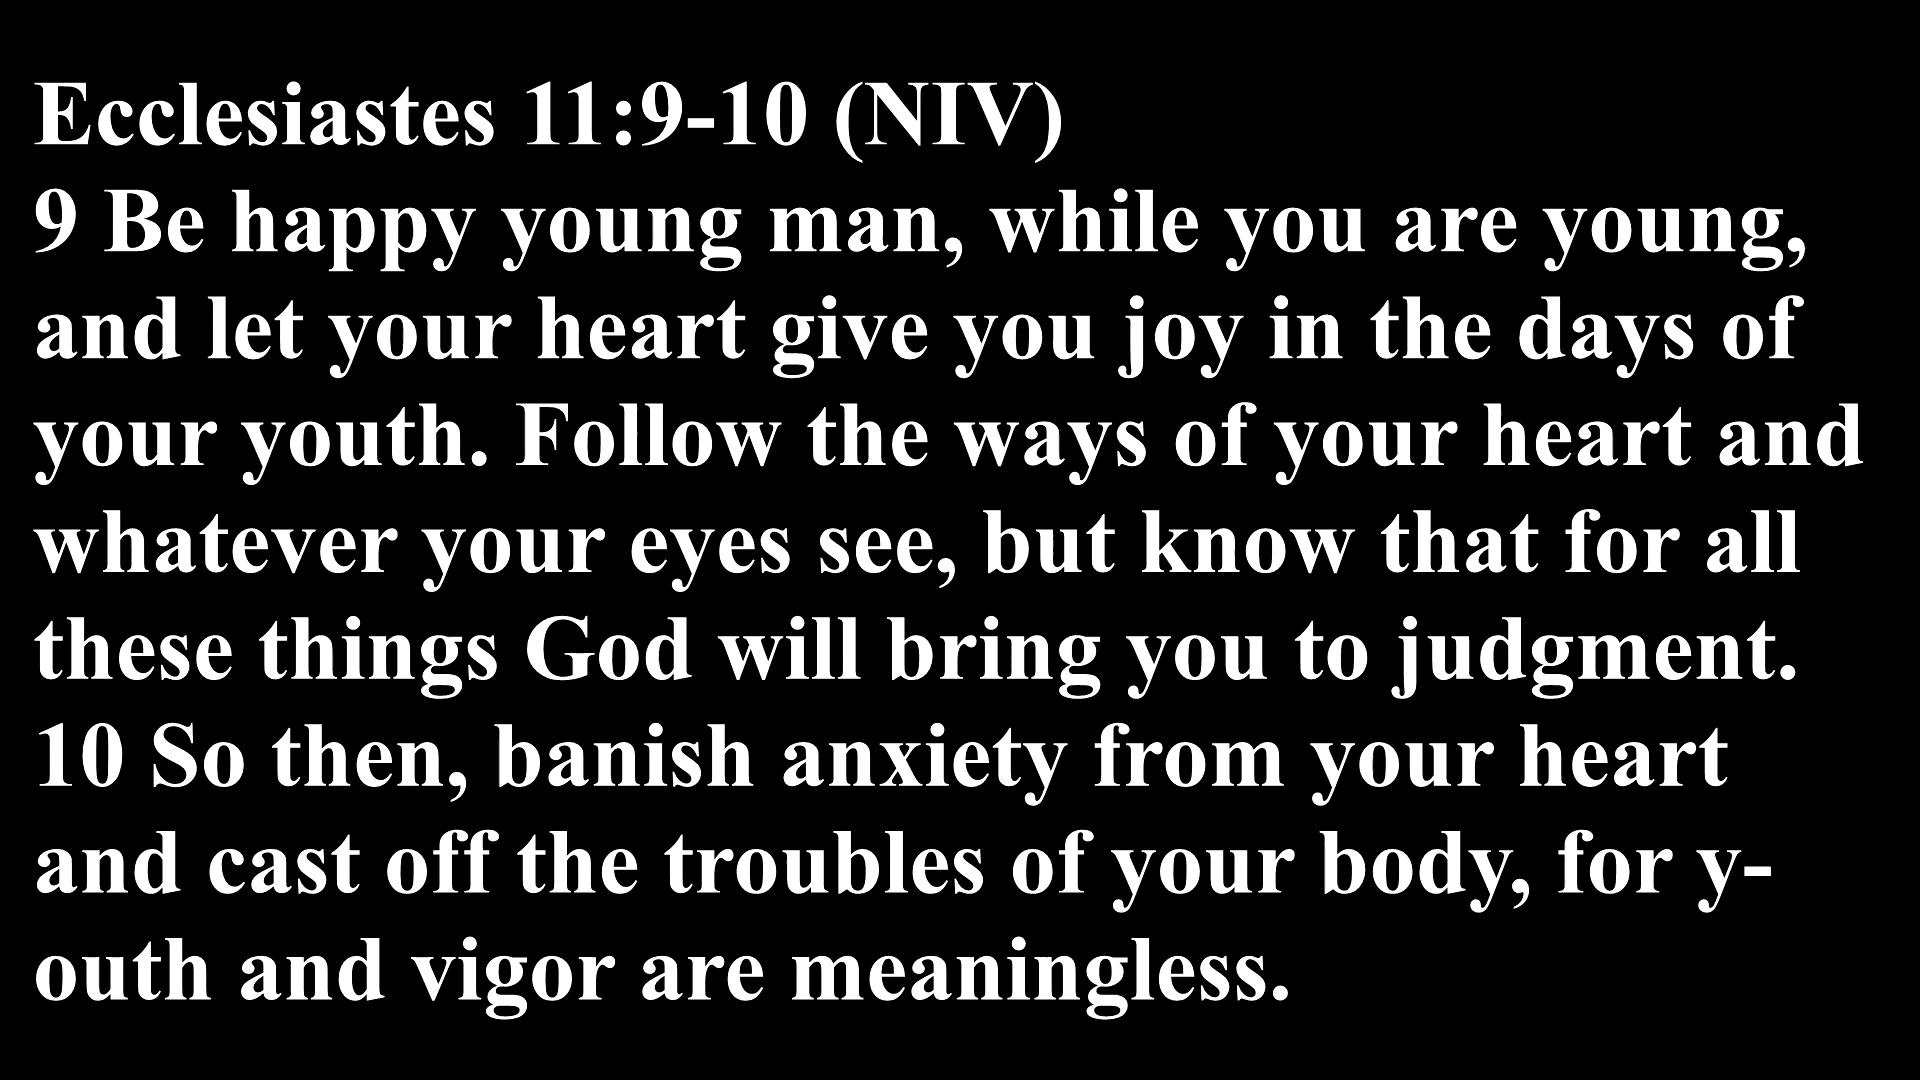 Ecclesiastes 11:9-10 (NIV)
9 Be happy young man, while you are young,
and let your heart give you joy in the days of
your youth. Follow the ways of your heart and
whatever your eyes see, but know that for all
these things God will bring you to judgment.
10 So then, banish anxiety from your heart
and cast off the troubles of your body, for y-
outh and vigor are meaningless.